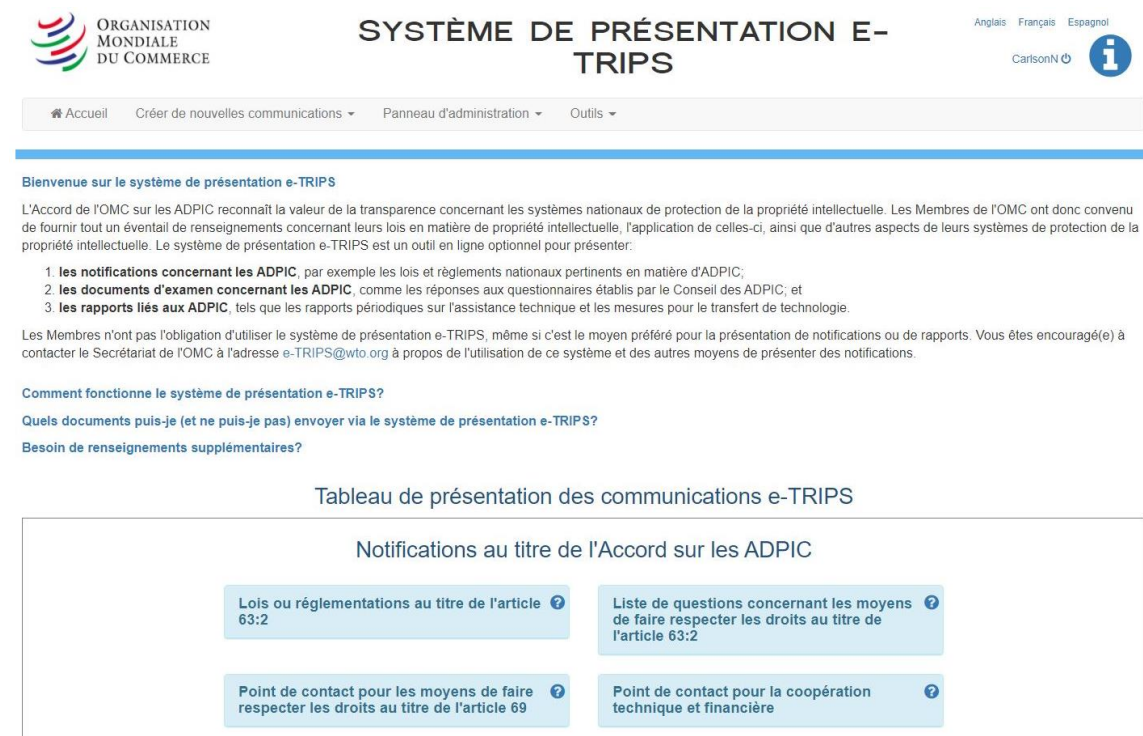 ORGANISATION
MONDIALE
DU COMMERCE
SYSTÈME DE PRÉSENTATION E-
TRIPS
Anglais Français Espagnol
CarlsonN
Accueil Créer de nouvelles communications Panneau d'administration Outils
Bienvenue sur le système de présentation e-TRIPS
L'Accord de l'OMC sur les ADPIC reconnaît la valeur de la transparence concernant les systèmes nationaux de protection de la propriété intellectuelle. Les Membres de l'OMC ont donc convenu
de fournir tout un éventail de renseignements concernant leurs lois en matière de propriété intellectuelle, l'application de celles-ci, ainsi que d'autres aspects de leurs systèmes de protection de la
propriété intellectuelle. Le système de présentation e-TRIPS est un outil en ligne optionnel pour présenter:
1. les notifications concernant les ADPIC, par exemple les lois et règlements nationaux pertinents en matière d'ADPIC;
2. les documents d'examen concernant les ADPIC, comme les réponses aux questionnaires établis par le Conseil des ADPIC; et
3. les rapports liés aux ADPIC, tels que les rapports périodiques sur l'assistance technique et les mesures pour le transfert de technologie.
Les Membres n'ont pas l'obligation d'utiliser le système de présentation e-TRIPS, même si c'est le moyen préféré pour la présentation de notifications ou de rapports. Vous êtes encouragé(e) à
contacter le Secrétariat de l'OMC à l'adresse e-TRIPS@wto.org à propos de l'utilisation de ce système et des autres moyens de présenter des notifications.
Comment fonctionne le système de présentation e-TRIPS?
Quels documents puis-je (et ne puis-je pas) envoyer via le système de présentation e-TRIPS?
Besoin de renseignements supplémentaires?
Tableau de présentation des communications e-TRIPS
Notifications au titre de l'Accord sur les ADPIC
Lois ou réglementations au titre de l'article
63:2
Liste de questions concernant les moyens
de faire respecter les droits au titre de
l'article 63:2
Point de contact pour les moyens de faire
respecter les droits au titre de l'article 69
Point de contact pour la coopération
technique et financière